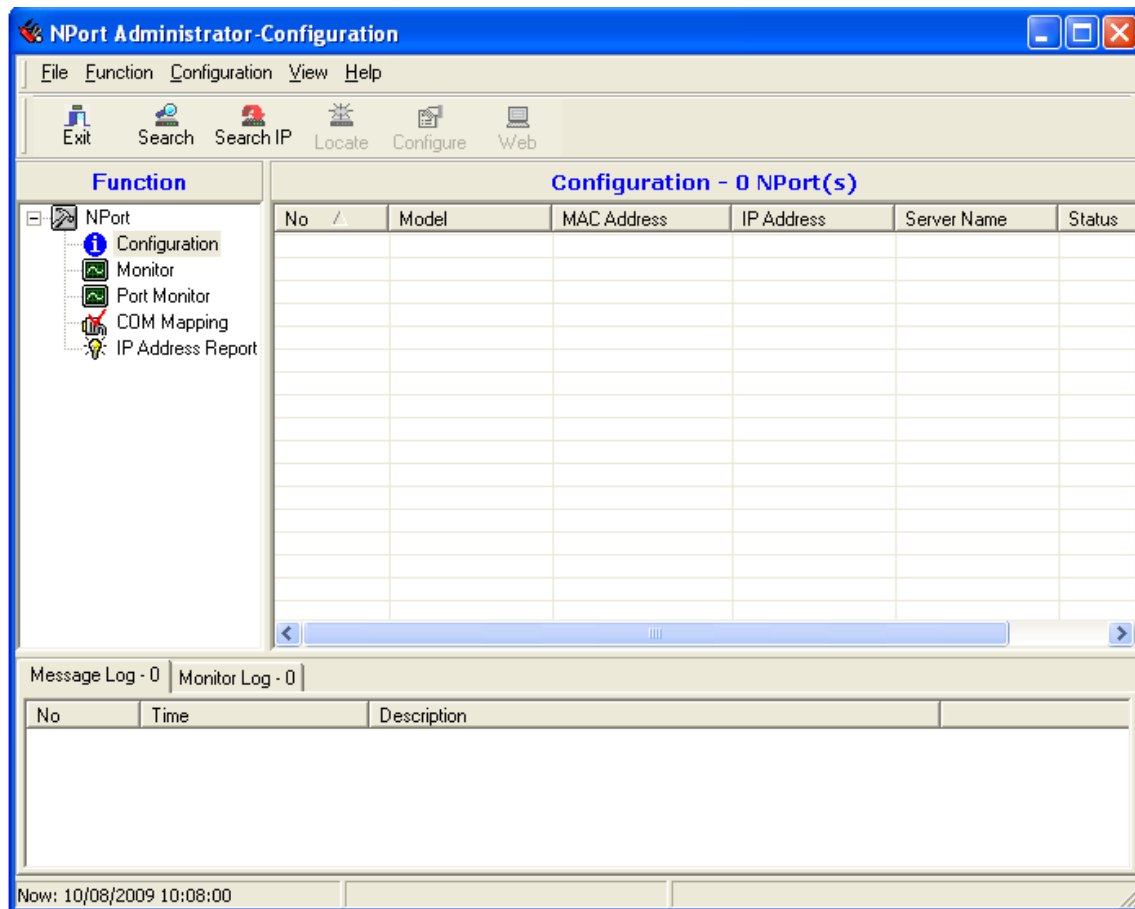 NPort Administrator-Configuration
File Function Configuration View Help
Exit Search Search IP Locate Configure Web
Function
Configuration - 0 NPort(s)
NPort
Configuration
Monitor
Port Monitor
COM Mapping
IP Address Report
No Model MAC Address IP Address Server Name Status
Message Log - 0 Monitor Log - 0
No Time Description
Now: 10/08/2009 10:08:00